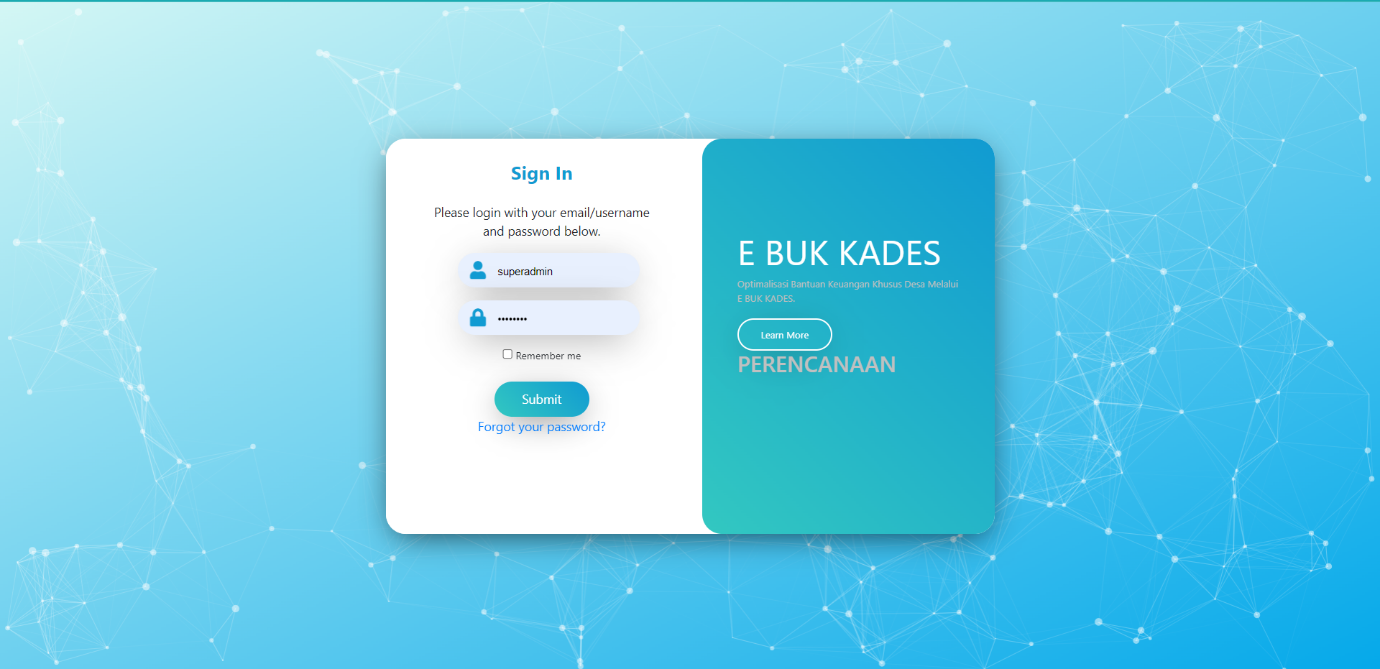 Sign In
Please login with your email/username
and password below.
superadmin
••••••••
Remember me
Submit
Forgot your password?
E BUK KADES
Optimalisasi Bantuan Keuangan Khusus Desa Melalui
E BUK KADES.
Learn More
PERENCANAAN